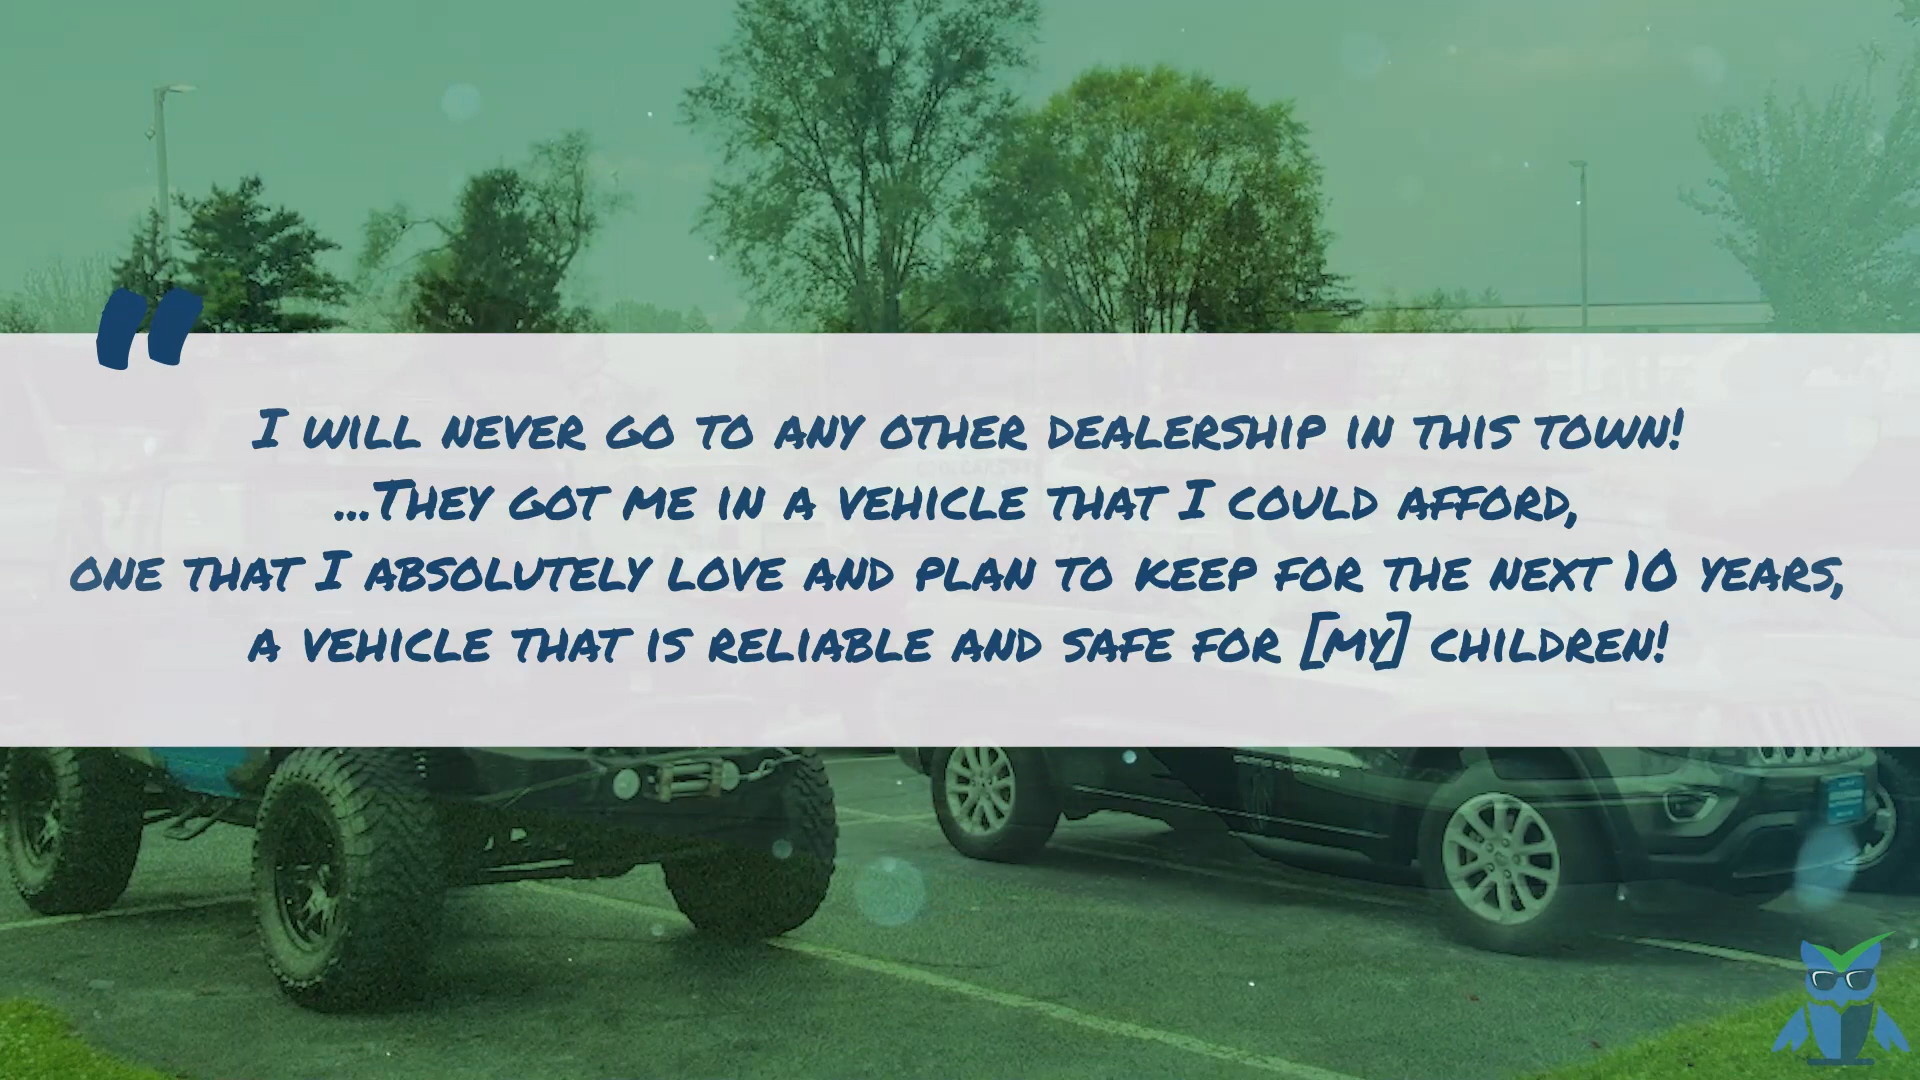 I will never go to any other dealership in this town!
...They got me in a vehicle that I could afford,
one that I absolutely love and plan to keep for the next 10 years,
a vehicle that is reliable and safe for [my] children!